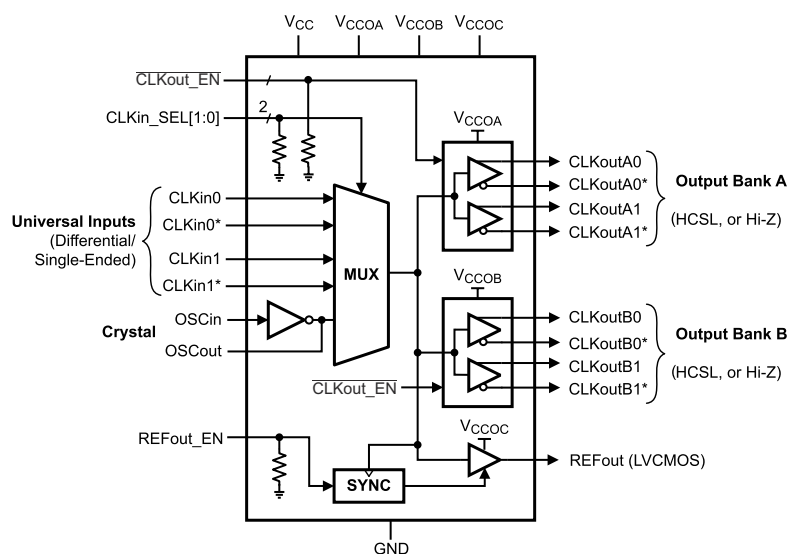 VCC VCCOA VCCOB VCCOC
CLKout_EN
CLKin_SEL[1:0]
2
VCCOA
CLKoutA0
CLKoutA0*
CLKoutA1
CLKoutA1*
Output Bank A
(HCSL, or Hi-Z)
Universal Inputs
(Differential/
Single-Ended)
CLKin0
CLKin0*
CLKin1
CLKin1*
MUX
Crystal
OSCin
OSCout
VCCOB
CLKoutB0
CLKoutB0*
CLKoutB1
CLKoutB1*
Output Bank B
(HCSL, or Hi-Z)
CLKout_EN
REFout_EN
SYNC
VCCOC
REFout (LVCMOS)
GND